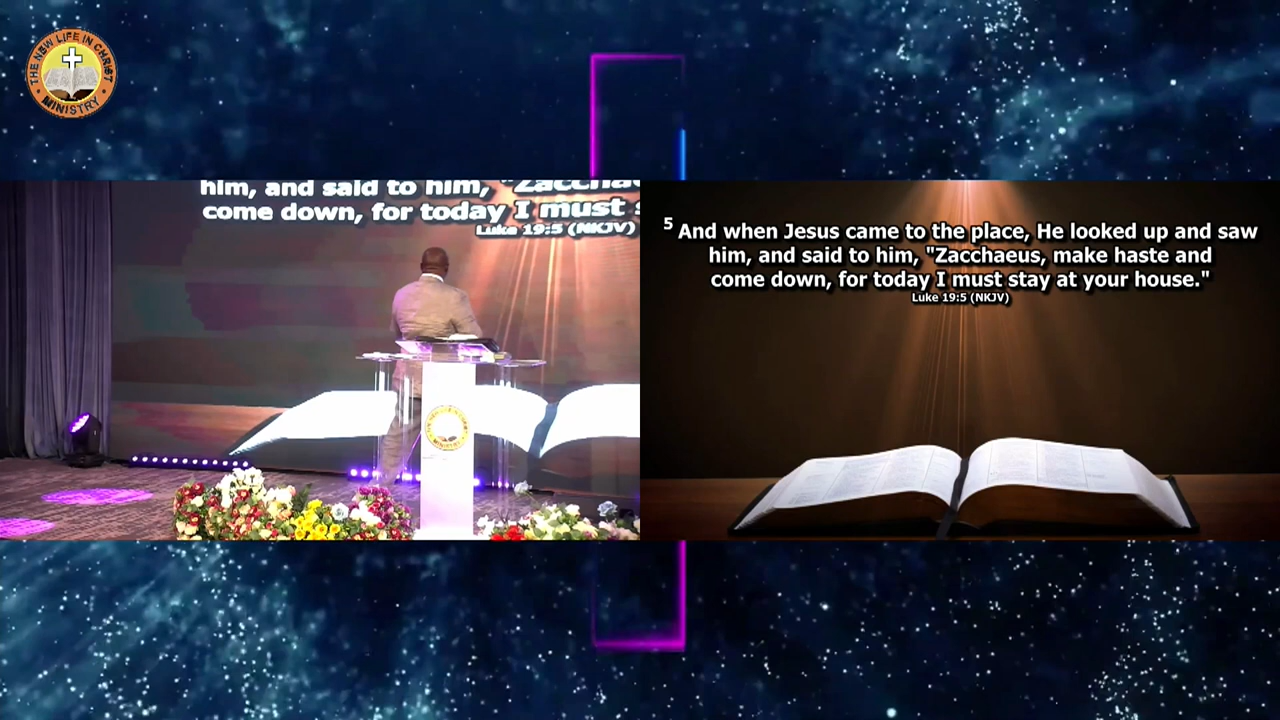 THE NEW LIFE IN CHRIST
MINISTRY
him, and said to him, "Zacchae
come down, for today I must s
Luke 19:5 (NKJV)
5 And when Jesus came to the place, He looked up and saw
him, and said to him, "Zacchaeus, make haste and
come down, for today I must stay at your house."
Luke 19:5 (NKJV)